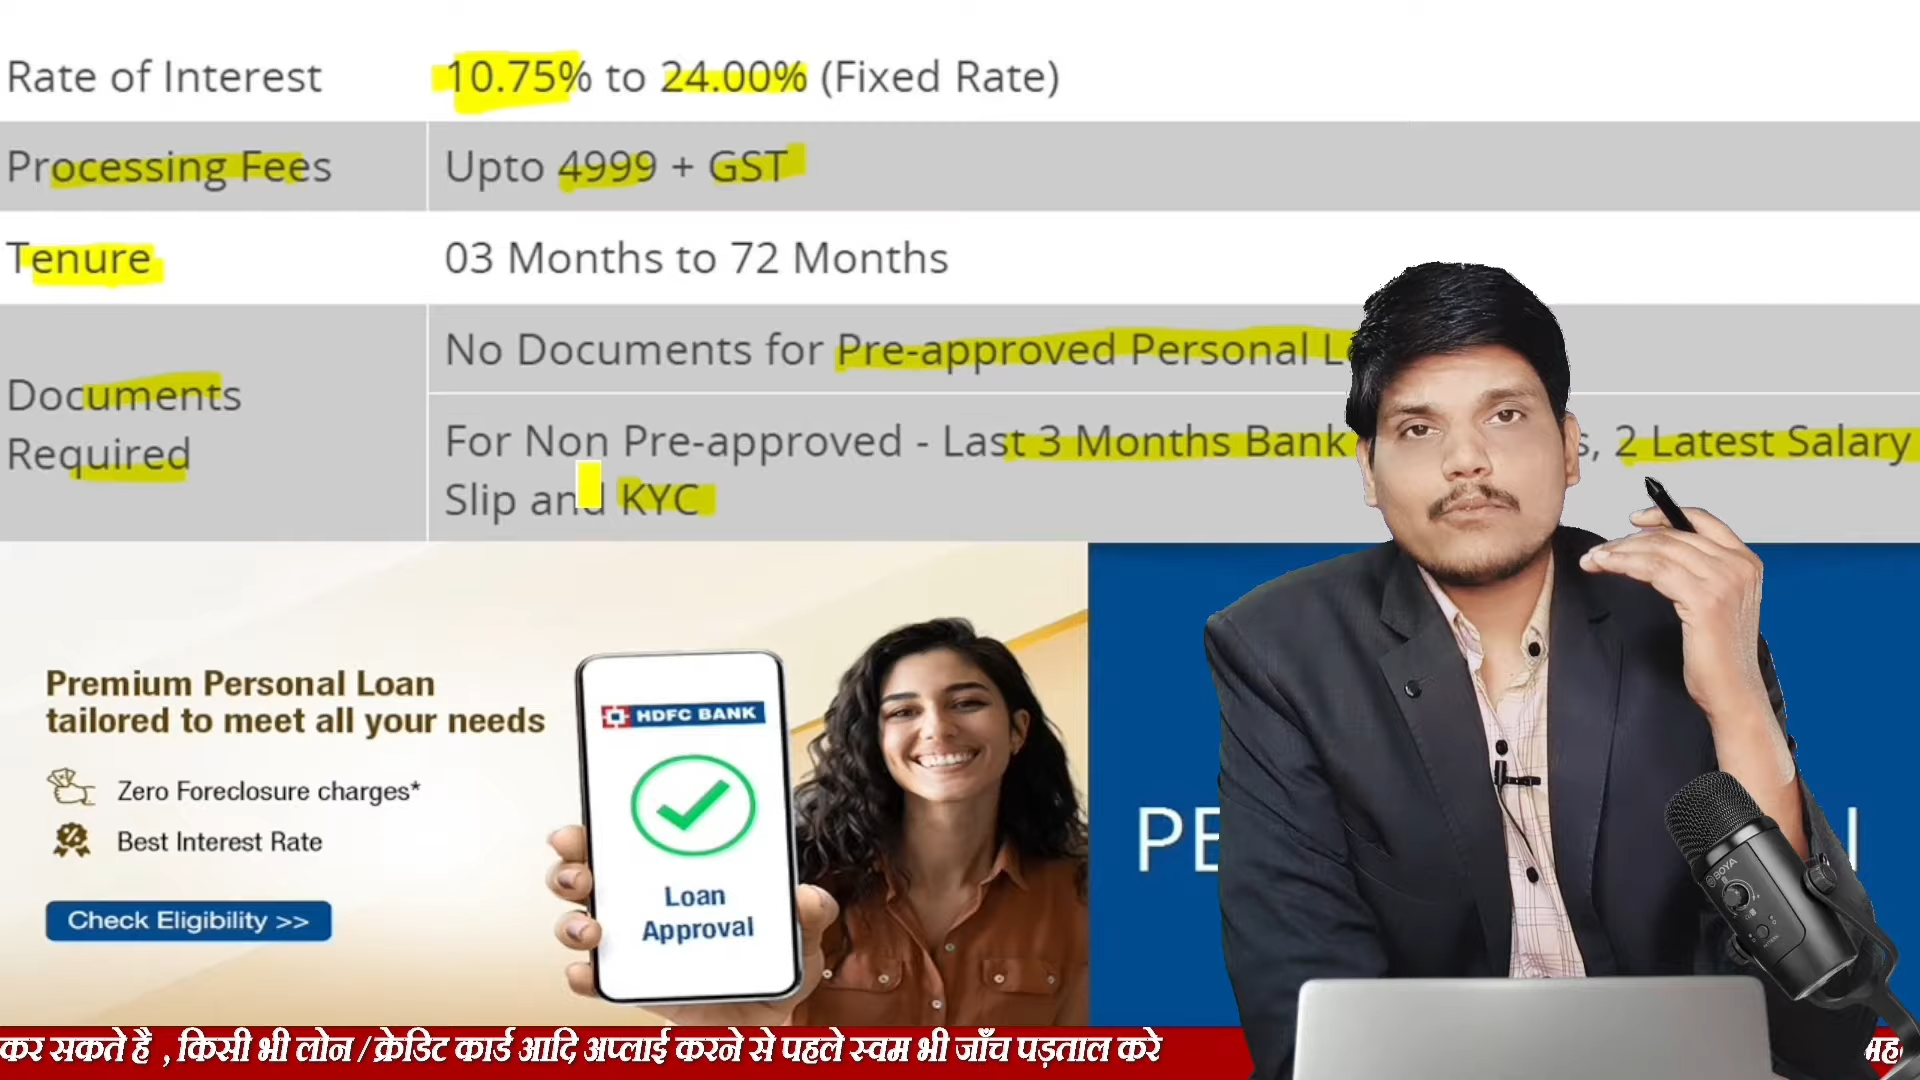 Rate of Interest 10.75% to 24.00% (Fixed Rate)
Processing Fees Upto 4999 + GST
Tenure 03 Months to 72 Months
No Documents for Pre-approved Personal
Documents
Required
For Non Pre-approved - Last 3 Months Bank 2 Latest Salary
Slip and KYC
Premium Personal Loan
tailored to meet all your needs
Zero Foreclosure charges*
Best Interest Rate
Check Eligibility >>
HDFC BANK
Loan
Approval
BOYA
कर सकते हैं , किसी भी लोन / क्रेडिट कार्ड आदि अप्लाई करने से पहले स्वम भी जाँच पड़ताल करे